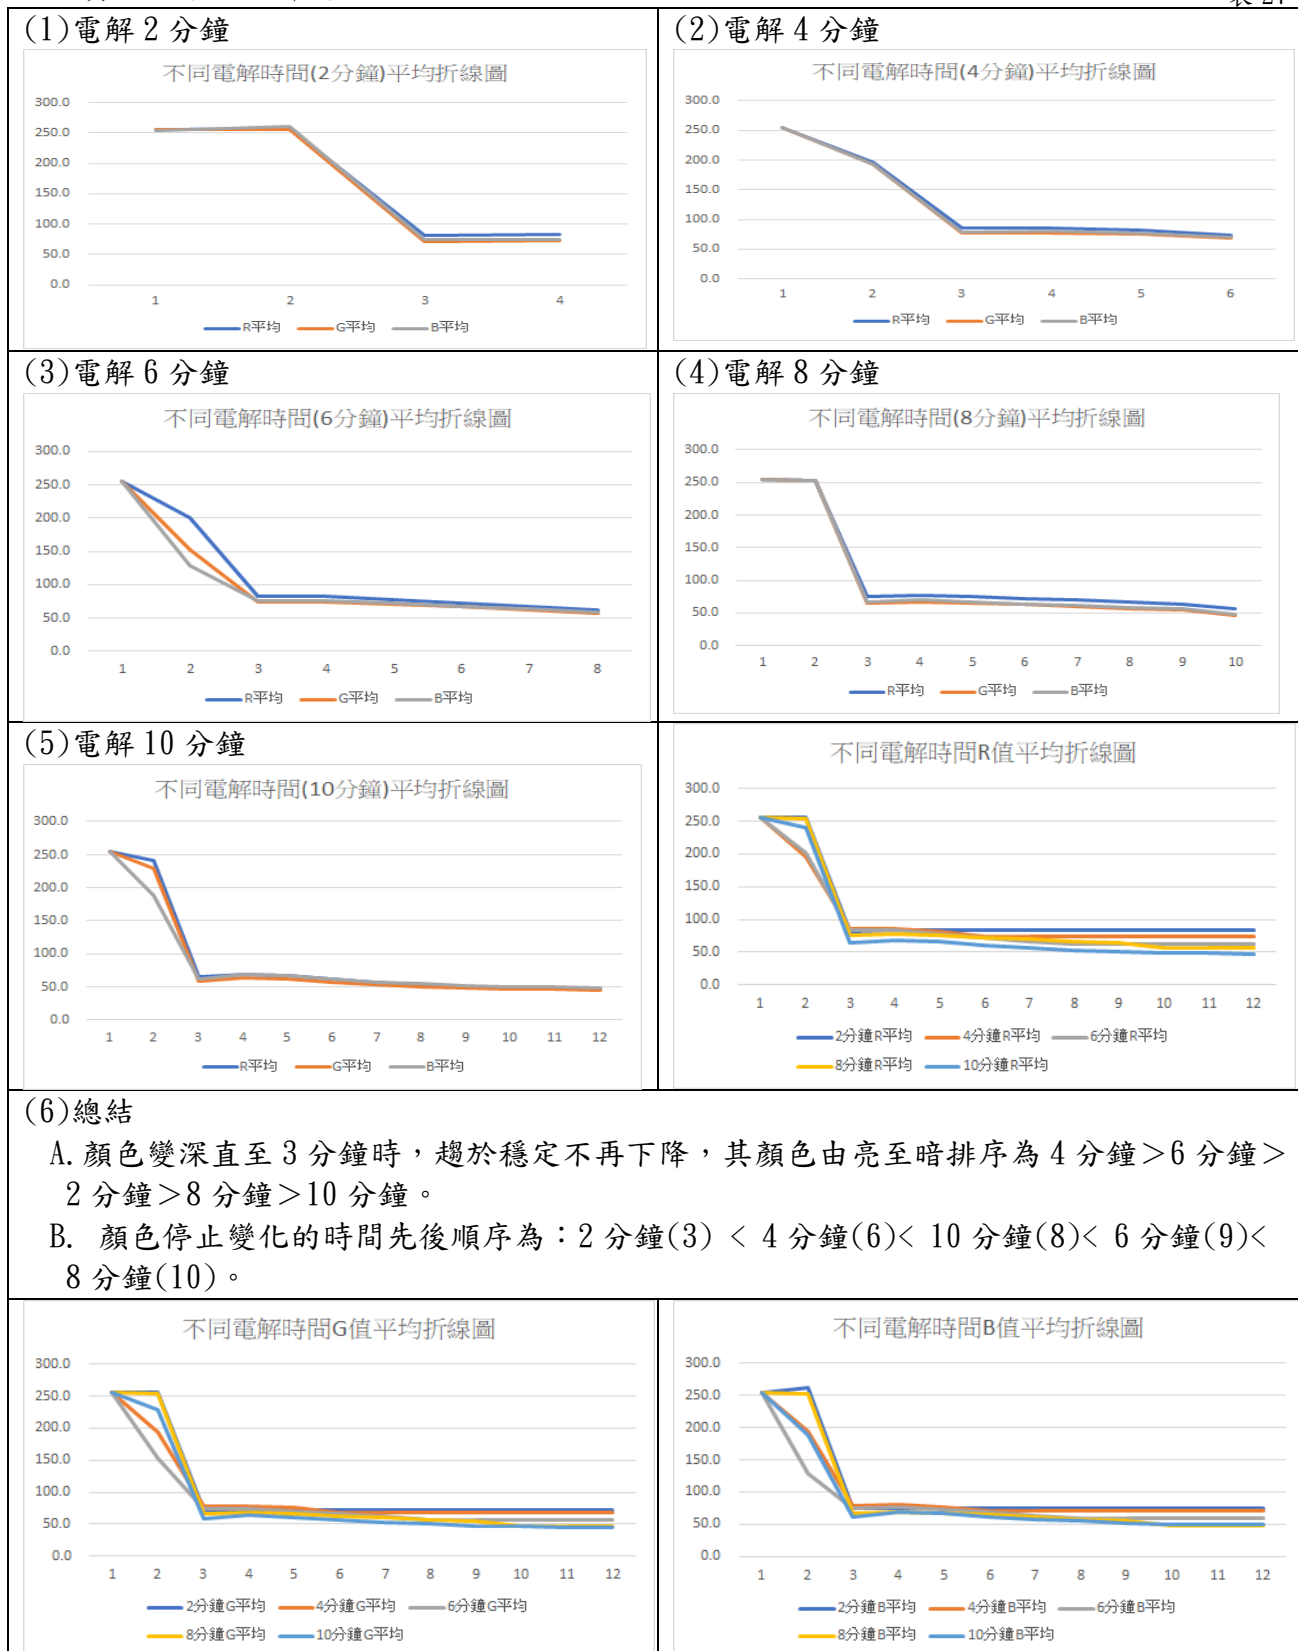 (1)電解 2 分鐘
不同電解時間(2分鐘)平均折線圖
300.0
250.0
200.0
150.0
100.0
50.0
0.0
1 2 3 4
R平均 G平均 B平均
(2)電解 4 分鐘
不同電解時間(4分鐘)平均折線圖
300.0
250.0
200.0
150.0
100.0
50.0
0.0
1 2 3 4 5 6
R平均 G平均 B平均
(3)電解 6 分鐘
不同電解時間(6分鐘)平均折線圖
300.0
250.0
200.0
150.0
100.0
50.0
0.0
1 2 3 4 5 6 7 8
R平均 G平均 B平均
(4)電解 8 分鐘
不同電解時間(8分鐘)平均折線圖
300.0
250.0
200.0
150.0
100.0
50.0
0.0
1 2 3 4 5 6 7 8 9 10
R平均 G平均 B平均
(5)電解 10 分鐘
不同電解時間(10分鐘)平均折線圖
300.0
250.0
200.0
150.0
100.0
50.0
0.0
1 2 3 4 5 6 7 8 9 10 11 12
R平均 G平均 B平均
不同電解時間R值平均折線圖
300.0
250.0
200.0
150.0
100.0
50.0
0.0
1 2 3 4 5 6 7 8 9 10 11 12
2分鐘R平均 4分鐘R平均 6分鐘R平均
8分鐘R平均 10分鐘R平均
(6)總結
A.顏色變深直至 3 分鐘時，趨於穩定不再下降，其顏色由亮至暗排序為 4 分鐘＞6 分鐘＞
2 分鐘＞8 分鐘＞10 分鐘。
B. 顏色停止變化的時間先後順序為：2 分鐘(3) < 4 分鐘(6)< 10 分鐘(8)< 6 分鐘(9)<
8 分鐘(10)。
不同電解時間G值平均折線圖
300.0
250.0
200.0
150.0
100.0
50.0
0.0
1 2 3 4 5 6 7 8 9 10 11 12
2分鐘G平均 4分鐘G平均 6分鐘G平均
8分鐘G平均 10分鐘G平均
不同電解時間B值平均折線圖
300.0
250.0
200.0
150.0
100.0
50.0
0.0
1 2 3 4 5 6 7 8 9 10 11 12
2分鐘B平均 4分鐘B平均 6分鐘B平均
8分鐘B平均 10分鐘B平均